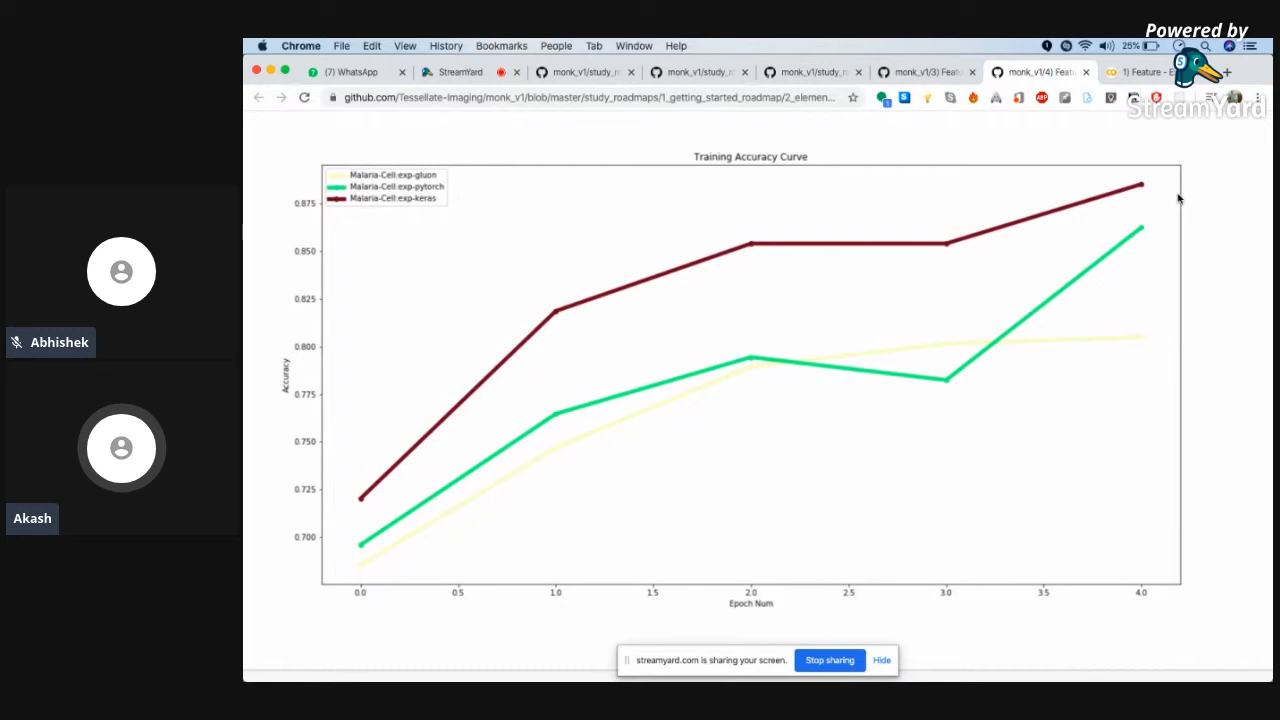 Powered by
StreamYard
Chrome File Edit View History Bookmarks People Tab Window Help 25%
(7) WhatsApp StreamYard monk_v1/study_r monk_v1/study_r monk_v1/study_r monk_v1/3) Feat monk_v1/4) Featu 1) Feature - E
github.com/Tessellate-Imaging/monk_v1/blob/master/study_roadmaps/1_getting_started_roadmap/2_elemen...
ABP
Training Accuracy Curve
Malaria-Cell:exp-gluon
Malaria-Cell:exp-pytorch
Malaria-Cell:exp-keras
0.875
0.850
0.825
0.800
0.775
0.750
0.725
0.700
Accuracy
0.0 0.5 1.0 1.5 2.0 2.5 3.0 3.5 4.0
Epoch Num
Abhishek
Akash
streamyard.com is sharing your screen. Stop sharing Hide